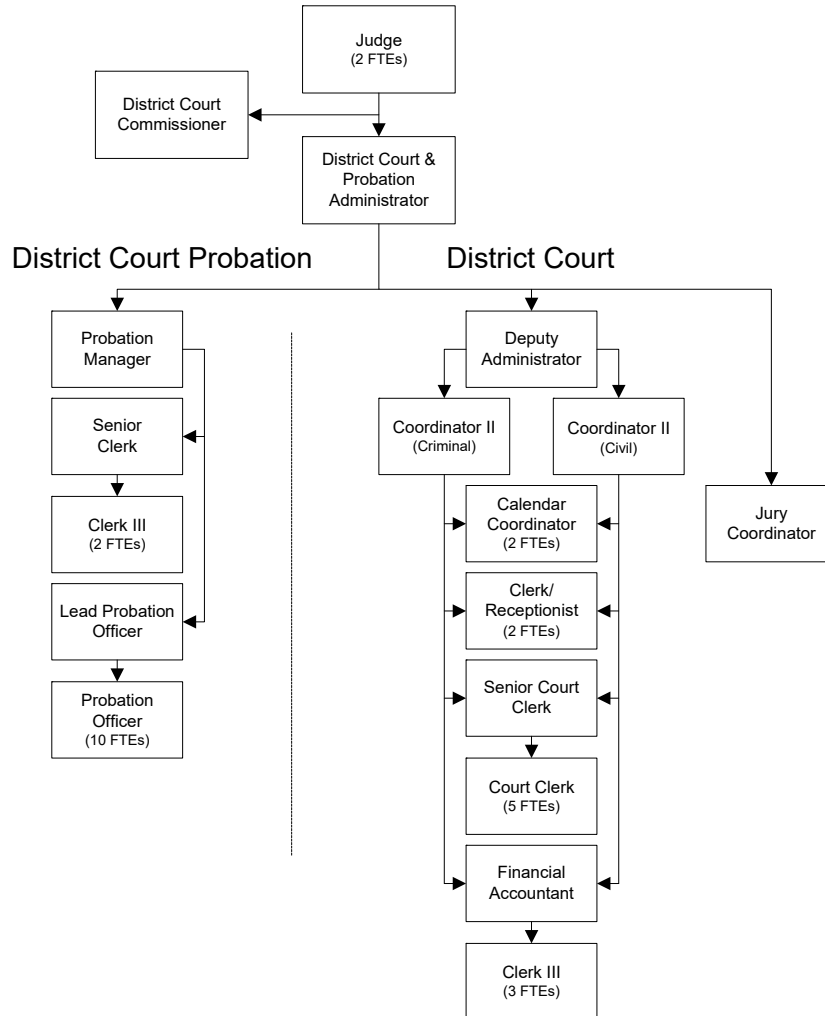 Judge
(2 FTEs)
District Court
Commissioner
District Court &
Probation
Administrator
District Court Probation
District Court
Probation
Manager
Senior
Clerk
Clerk III
(2 FTEs)
Lead Probation
Officer
Probation
Officer
(10 FTEs)
Deputy
Administrator
Coordinator II
(Criminal)
Coordinator II
(Civil)
Calendar
Coordinator
(2 FTEs)
Clerk/
Receptionist
(2 FTEs)
Senior Court
Clerk
Court Clerk
(5 FTEs)
Financial
Accountant
Clerk III
(3 FTEs)
Jury
Coordinator